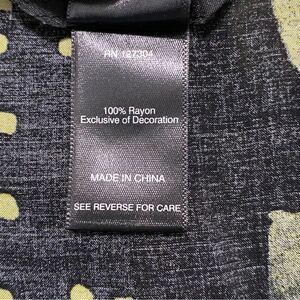 RN 127304
100% Rayon
Exclusive of Decoration
MADE IN CHINA
SEE REVERSE FOR CARE